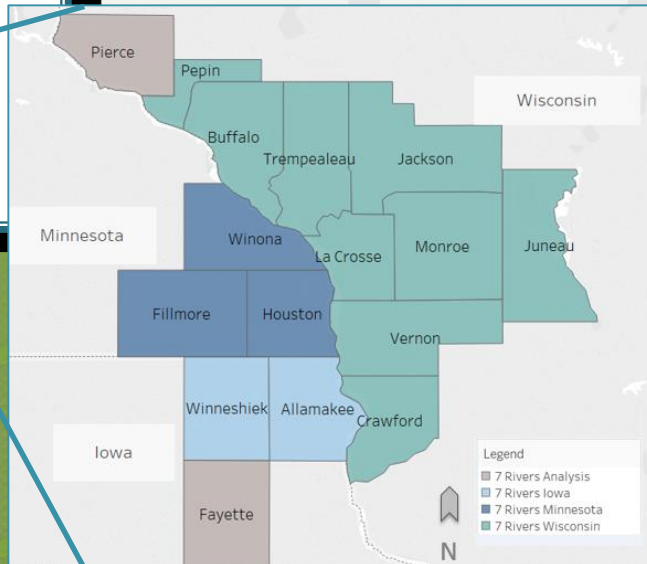 Pierce
Pepin
Wisconsin
Buffalo
Trempealeau
Jackson
Minnesota
Winona
La Crosse
Monroe
Juneau
Fillmore
Houston
Vernon
Winneshiek
Allamakee
Crawford
Iowa
Fayette
Legend
7 Rivers Analysis
7 Rivers Iowa
7 Rivers Minnesota
7 Rivers Wisconsin
N